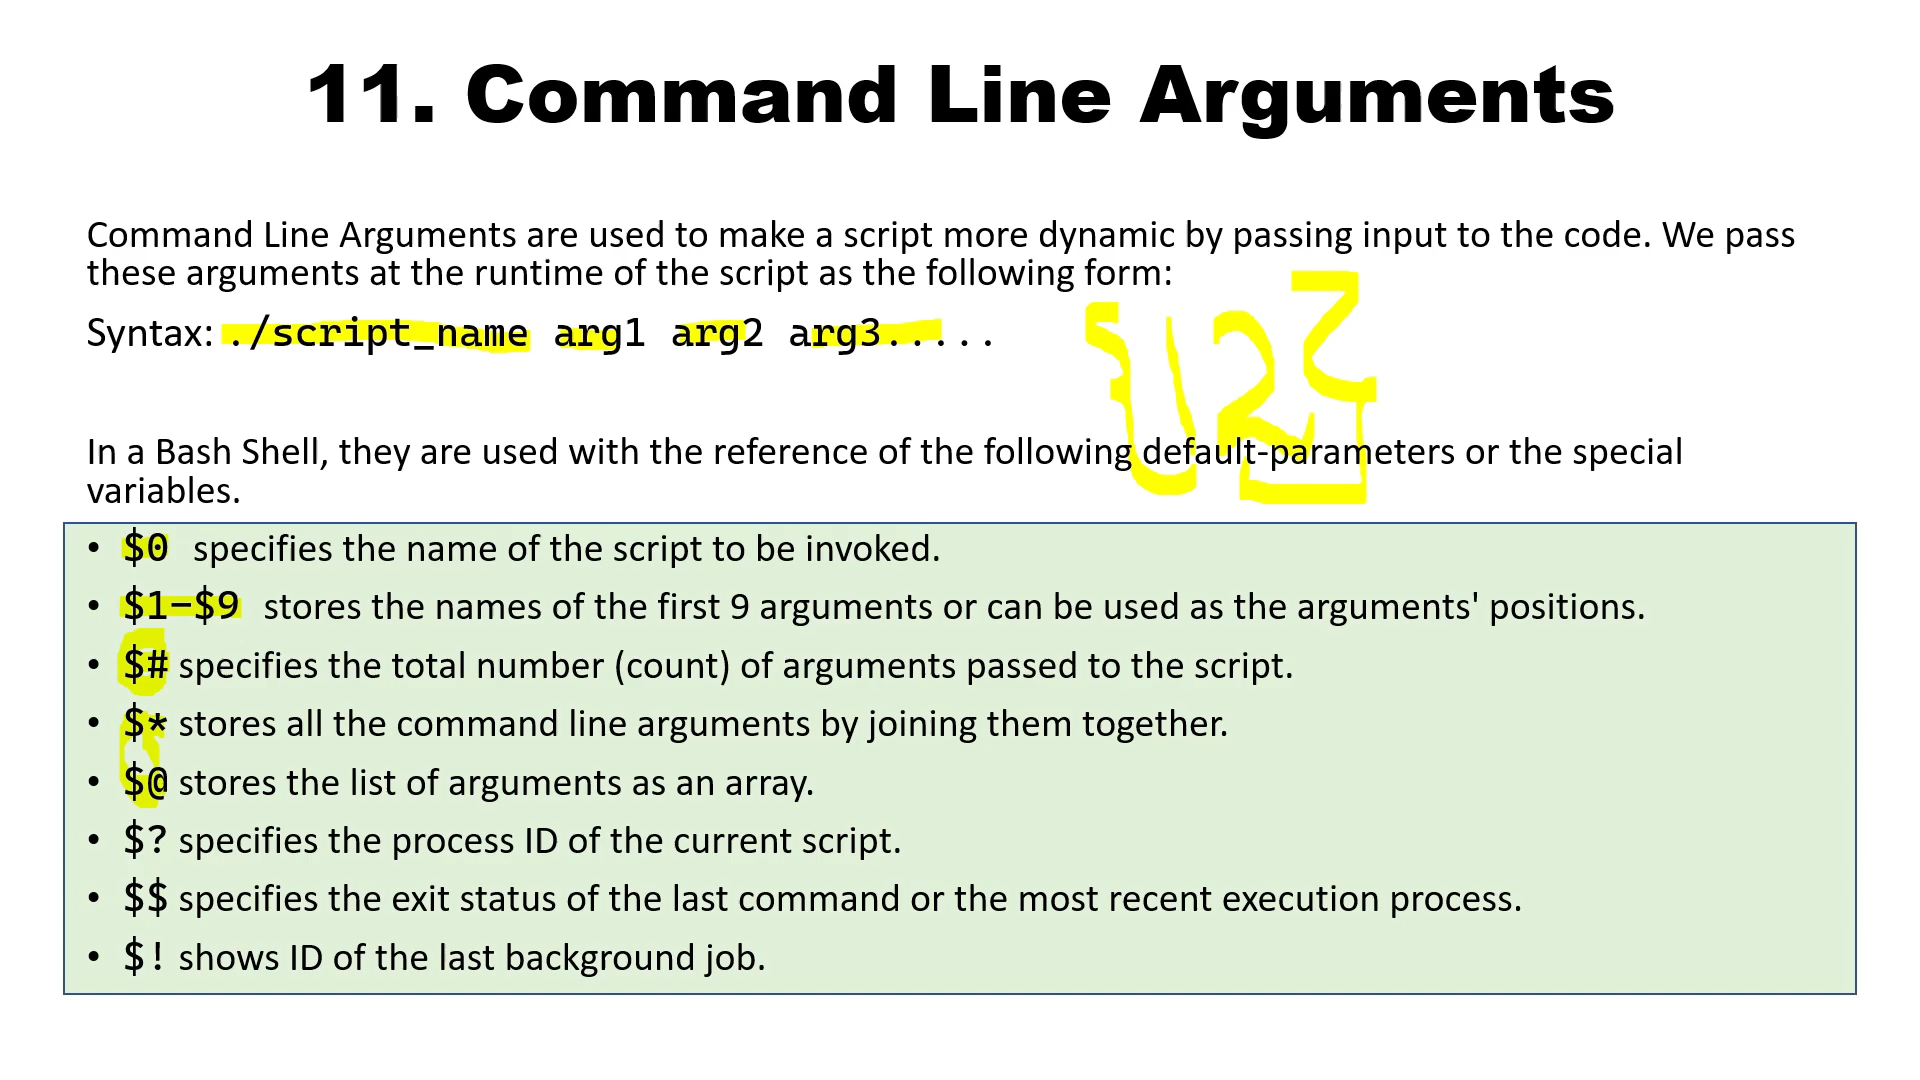 11. Command Line Arguments
Command Line Arguments are used to make a script more dynamic by passing input to the code. We pass
these arguments at the runtime of the script as the following form:
Syntax: ./script_name arg1 arg2 arg3.....
In a Bash Shell, they are used with the reference of the following default-parameters or the special
variables.
• $0 specifies the name of the script to be invoked.
• $1-$9 stores the names of the first 9 arguments or can be used as the arguments' positions.
• $# specifies the total number (count) of arguments passed to the script.
• $* stores all the command line arguments by joining them together.
• $@ stores the list of arguments as an array.
• $? specifies the process ID of the current script.
• $$ specifies the exit status of the last command or the most recent execution process.
• $! shows ID of the last background job.